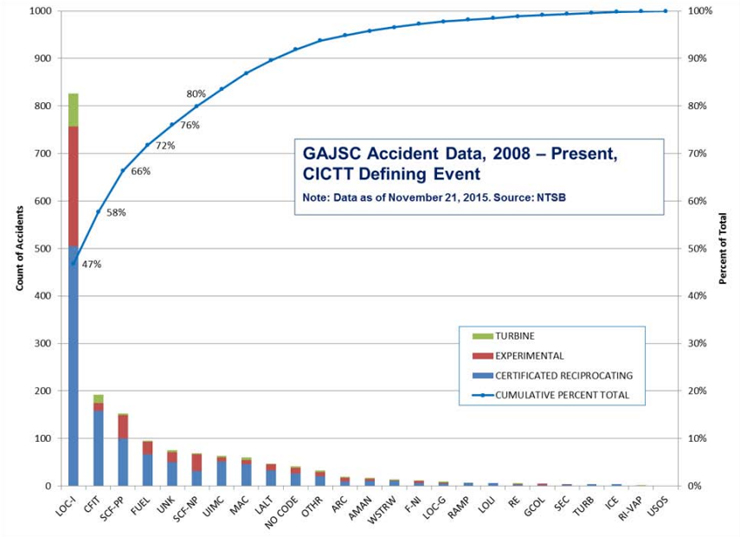 GAJSC Accident Data, 2008 – Present,
CICTT Defining Event
Note: Data as of November 21, 2015. Source: NTSB
Count of Accidents
1000
900
800
700
600
500
400
300
200
100
0
47%
58%
66%
72%
76%
80%
TURBINE
EXPERIMENTAL
CERTIFICATED RECIPROCATING
CUMULATIVE PERCENT TOTAL
100%
90%
80%
70%
60%
50%
40%
30%
20%
10%
0%
Percent of Total
LOC-I
CFIT
SCF-PP
FUEL
UNK
SCF-NP
UIMC
MAC
LALT
NO CODE
OTHR
ARC
AMAN
WSTRW
F-NI
LOC-G
RAMP
LOLI
RE
GCOL
SEC
TURB
ICE
RI-VAP
USOS